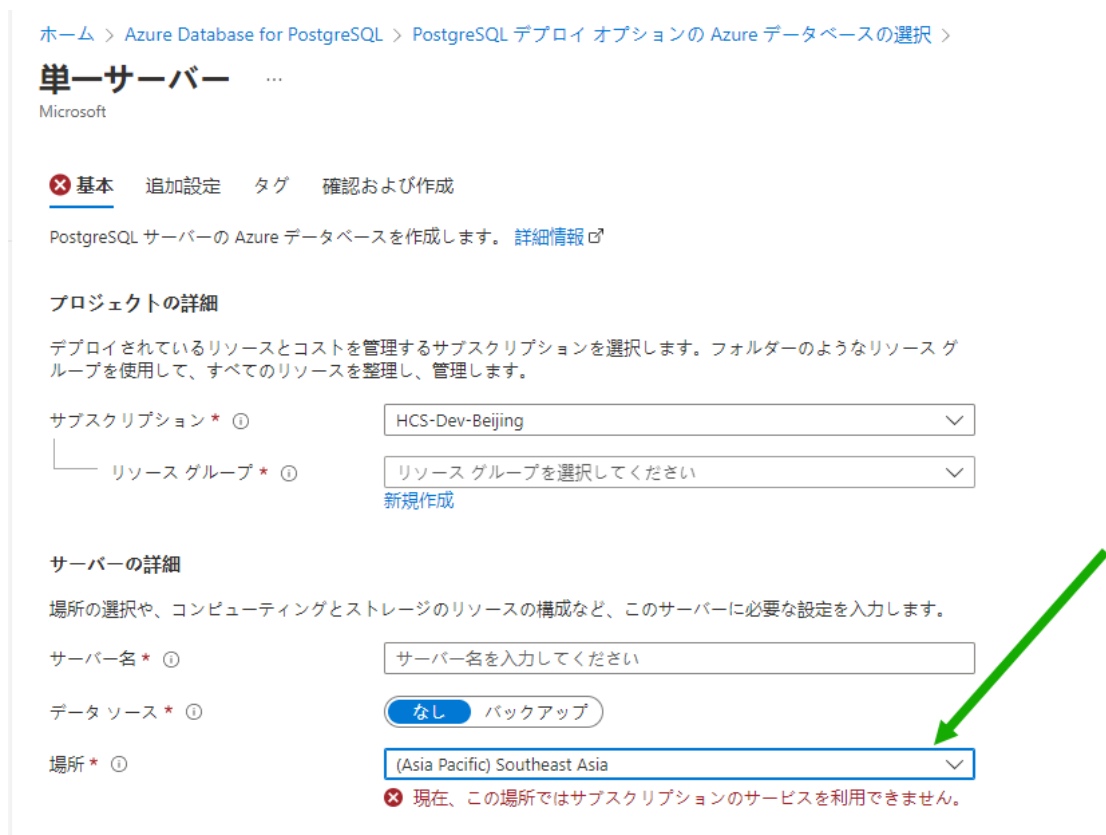 ホーム > Azure Database for PostgreSQL > PostgreSQL デプロイ オプションの Azure データベースの選択 >
単一サーバー ...
Microsoft
基本 追加設定 タグ 確認および作成
PostgreSQL サーバーの Azure データベースを作成します。 詳細情報
プロジェクトの詳細
デプロイされているリソースとコストを管理するサブスクリプションを選択します。フォルダーのようなリソース グ
ループを使用して、すべてのリソースを整理し、管理します。
サブスクリプション * HCS-Dev-Beijing
リソース グループ * リソース グループを選択してください
新規作成
サーバーの詳細
場所の選択や、コンピューティングとストレージのリソースの構成など、このサーバーに必要な設定を入力します。
サーバー名 * サーバー名を入力してください
データ ソース * なし バックアップ
場所 * (Asia Pacific) Southeast Asia
現在、この場所ではサブスクリプションのサービスを利用できません。